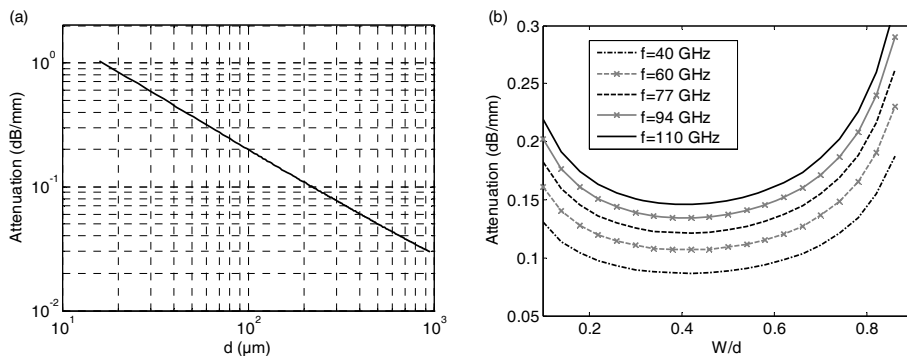 (a)
Attenuation (dB/mm)
10^0
10^-1
10^-2
10^1
10^2
10^3
d (µm)
(b)
Attenuation (dB/mm)
0.3
0.25
0.2
0.15
0.1
0.05
f=40 GHz
f=60 GHz
f=77 GHz
f=94 GHz
f=110 GHz
0.2
0.4
0.6
0.8
W/d